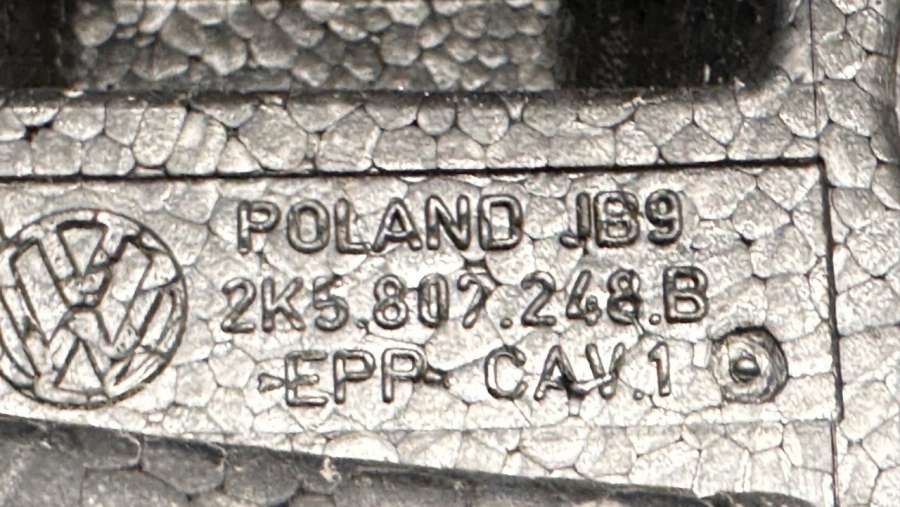 POLAND JB9
2K5.807.248.B
>EPP< CAV.1